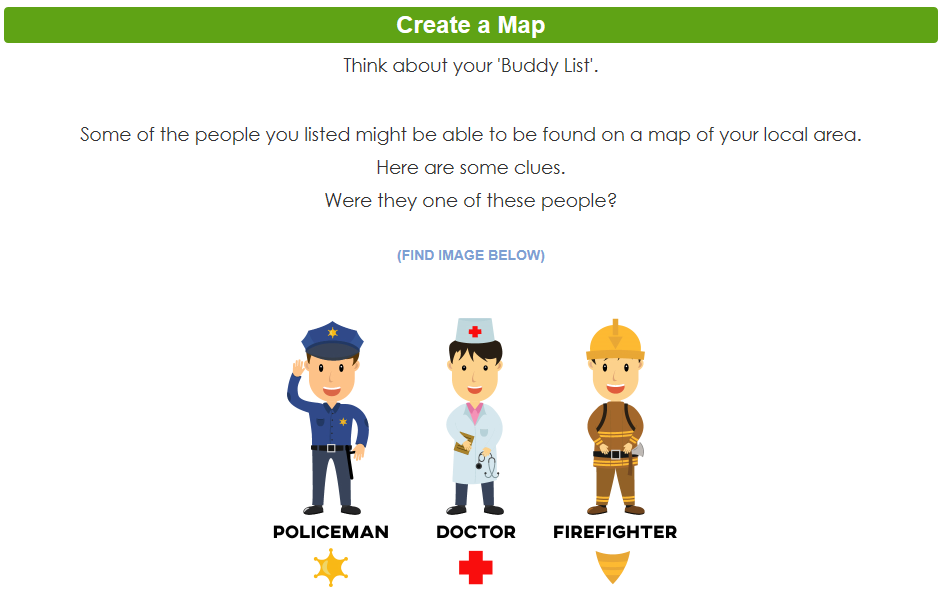 Create a Map
Think about your 'Buddy List'.
Some of the people you listed might be able to be found on a map of your local area.
Here are some clues.
Were they one of these people?
(FIND IMAGE BELOW)
POLICEMAN DOCTOR FIREFIGHTER